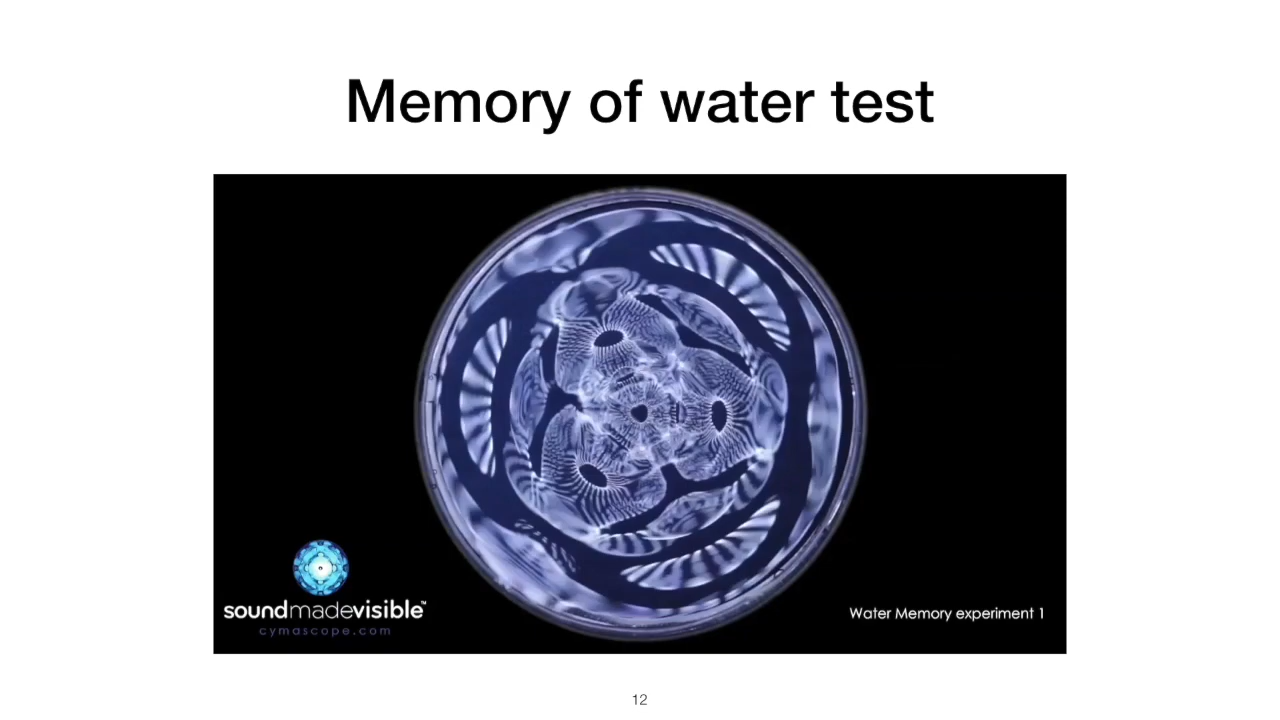 Memory of water test
soundmadevisible™
cymascope.com
Water Memory experiment 1
12